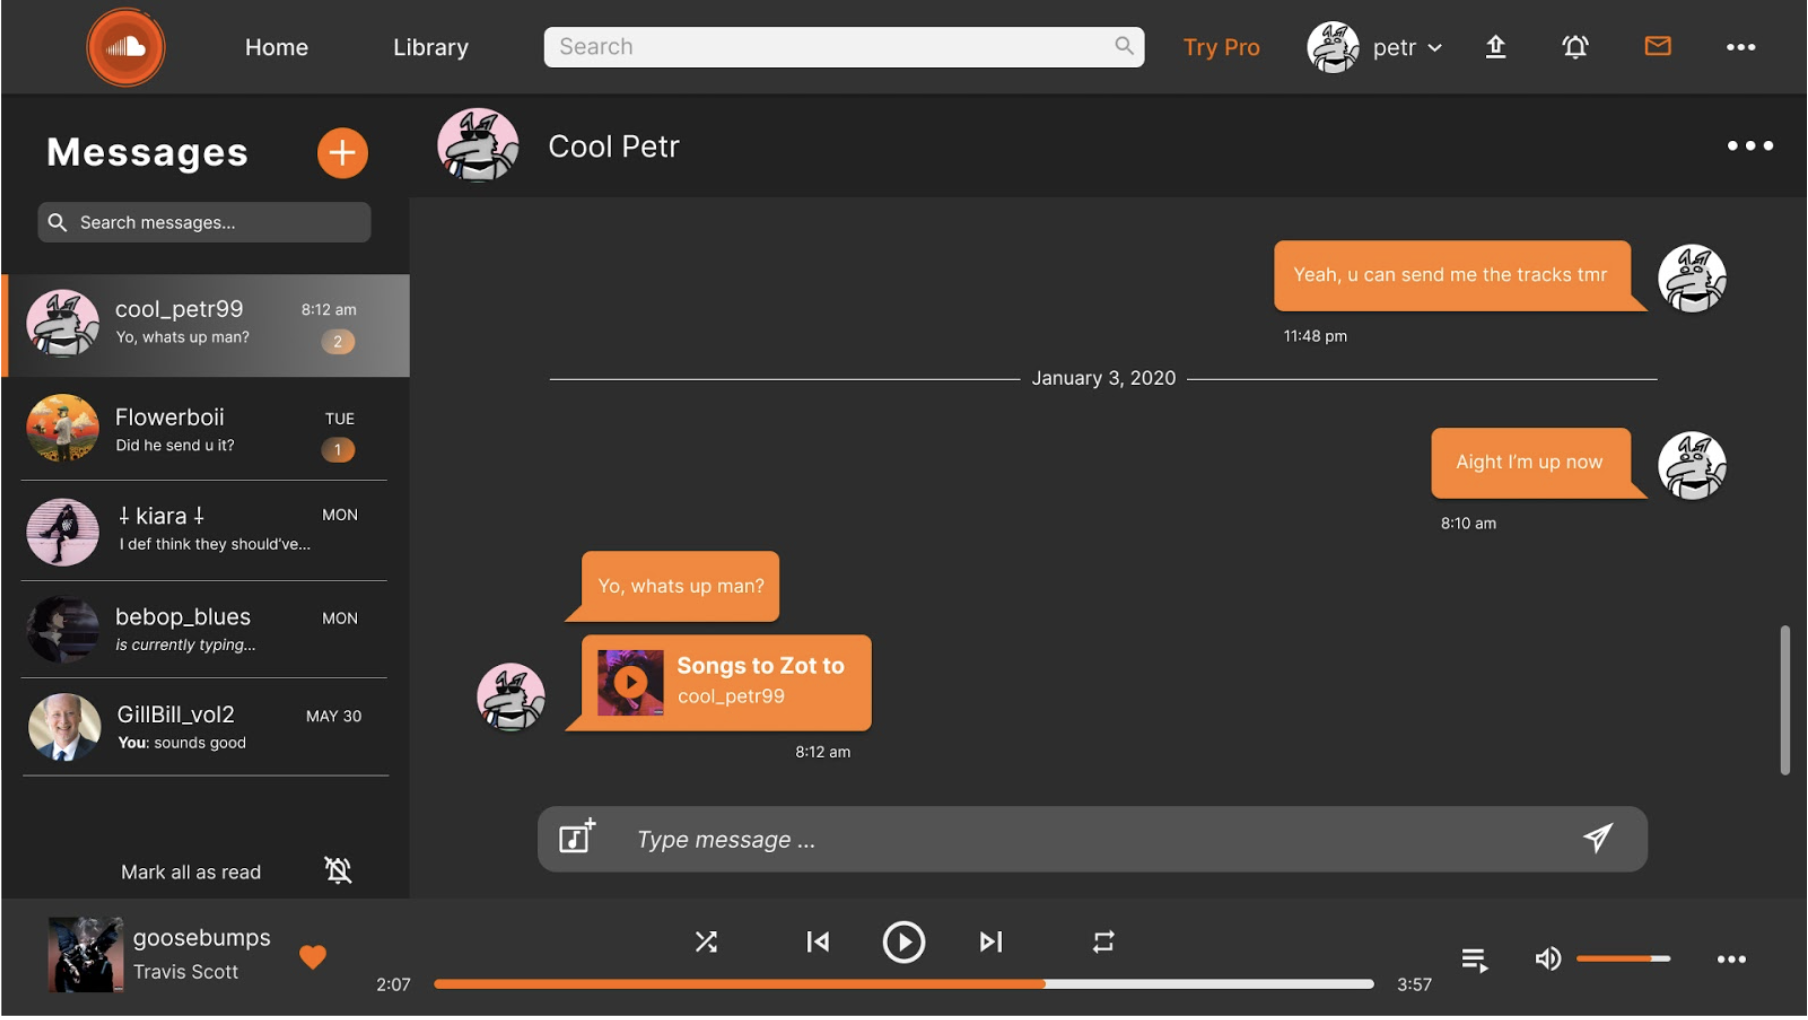 Home
Library
Search
Try Pro
petr
Messages
Search messages...
cool_petr99
8:12 am
Yo, whats up man?
2
Flowerboii
TUE
Did he send u it?
1
⸸ kiara ⸸
MON
I def think they should've...
bebop_blues
MON
is currently typing...
GillBill_vol2
MAY 30
You: sounds good
Mark all as read
Cool Petr
Yeah, u can send me the tracks tmr
11:48 pm
January 3, 2020
Aight I'm up now
8:10 am
Yo, whats up man?
Songs to Zot to
cool_petr99
8:12 am
Type message ...
goosebumps
Travis Scott
2:07
3:57